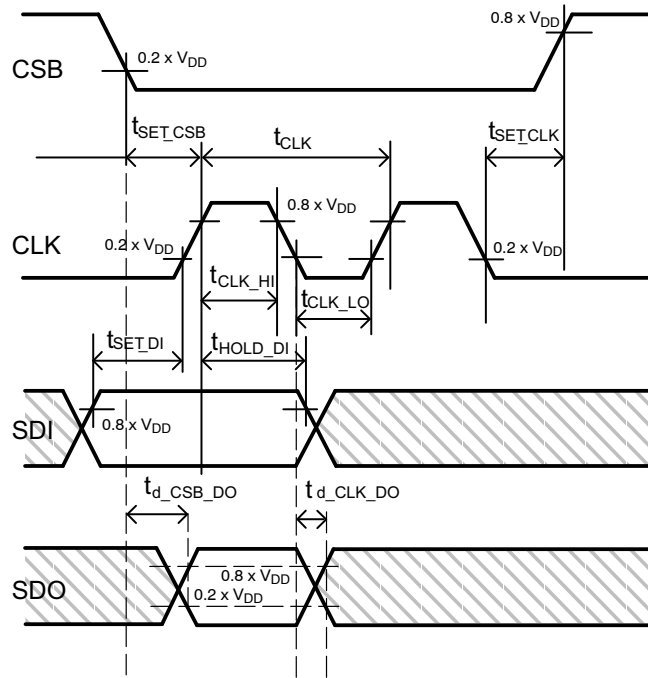 0.8 x VDD
CSB
0.2 x VDD
tSET_CSB
tCLK
tSET_CLK
0.8 x VDD
CLK
0.2 x VDD
0.2 x VDD
tCLK_HI
tCLK_LO
tSET_DI
tHOLD_DI
SDI
0.8 x VDD
td_CSB_DO
td_CLK_DO
0.8 x VDD
SDO
0.2 x VDD